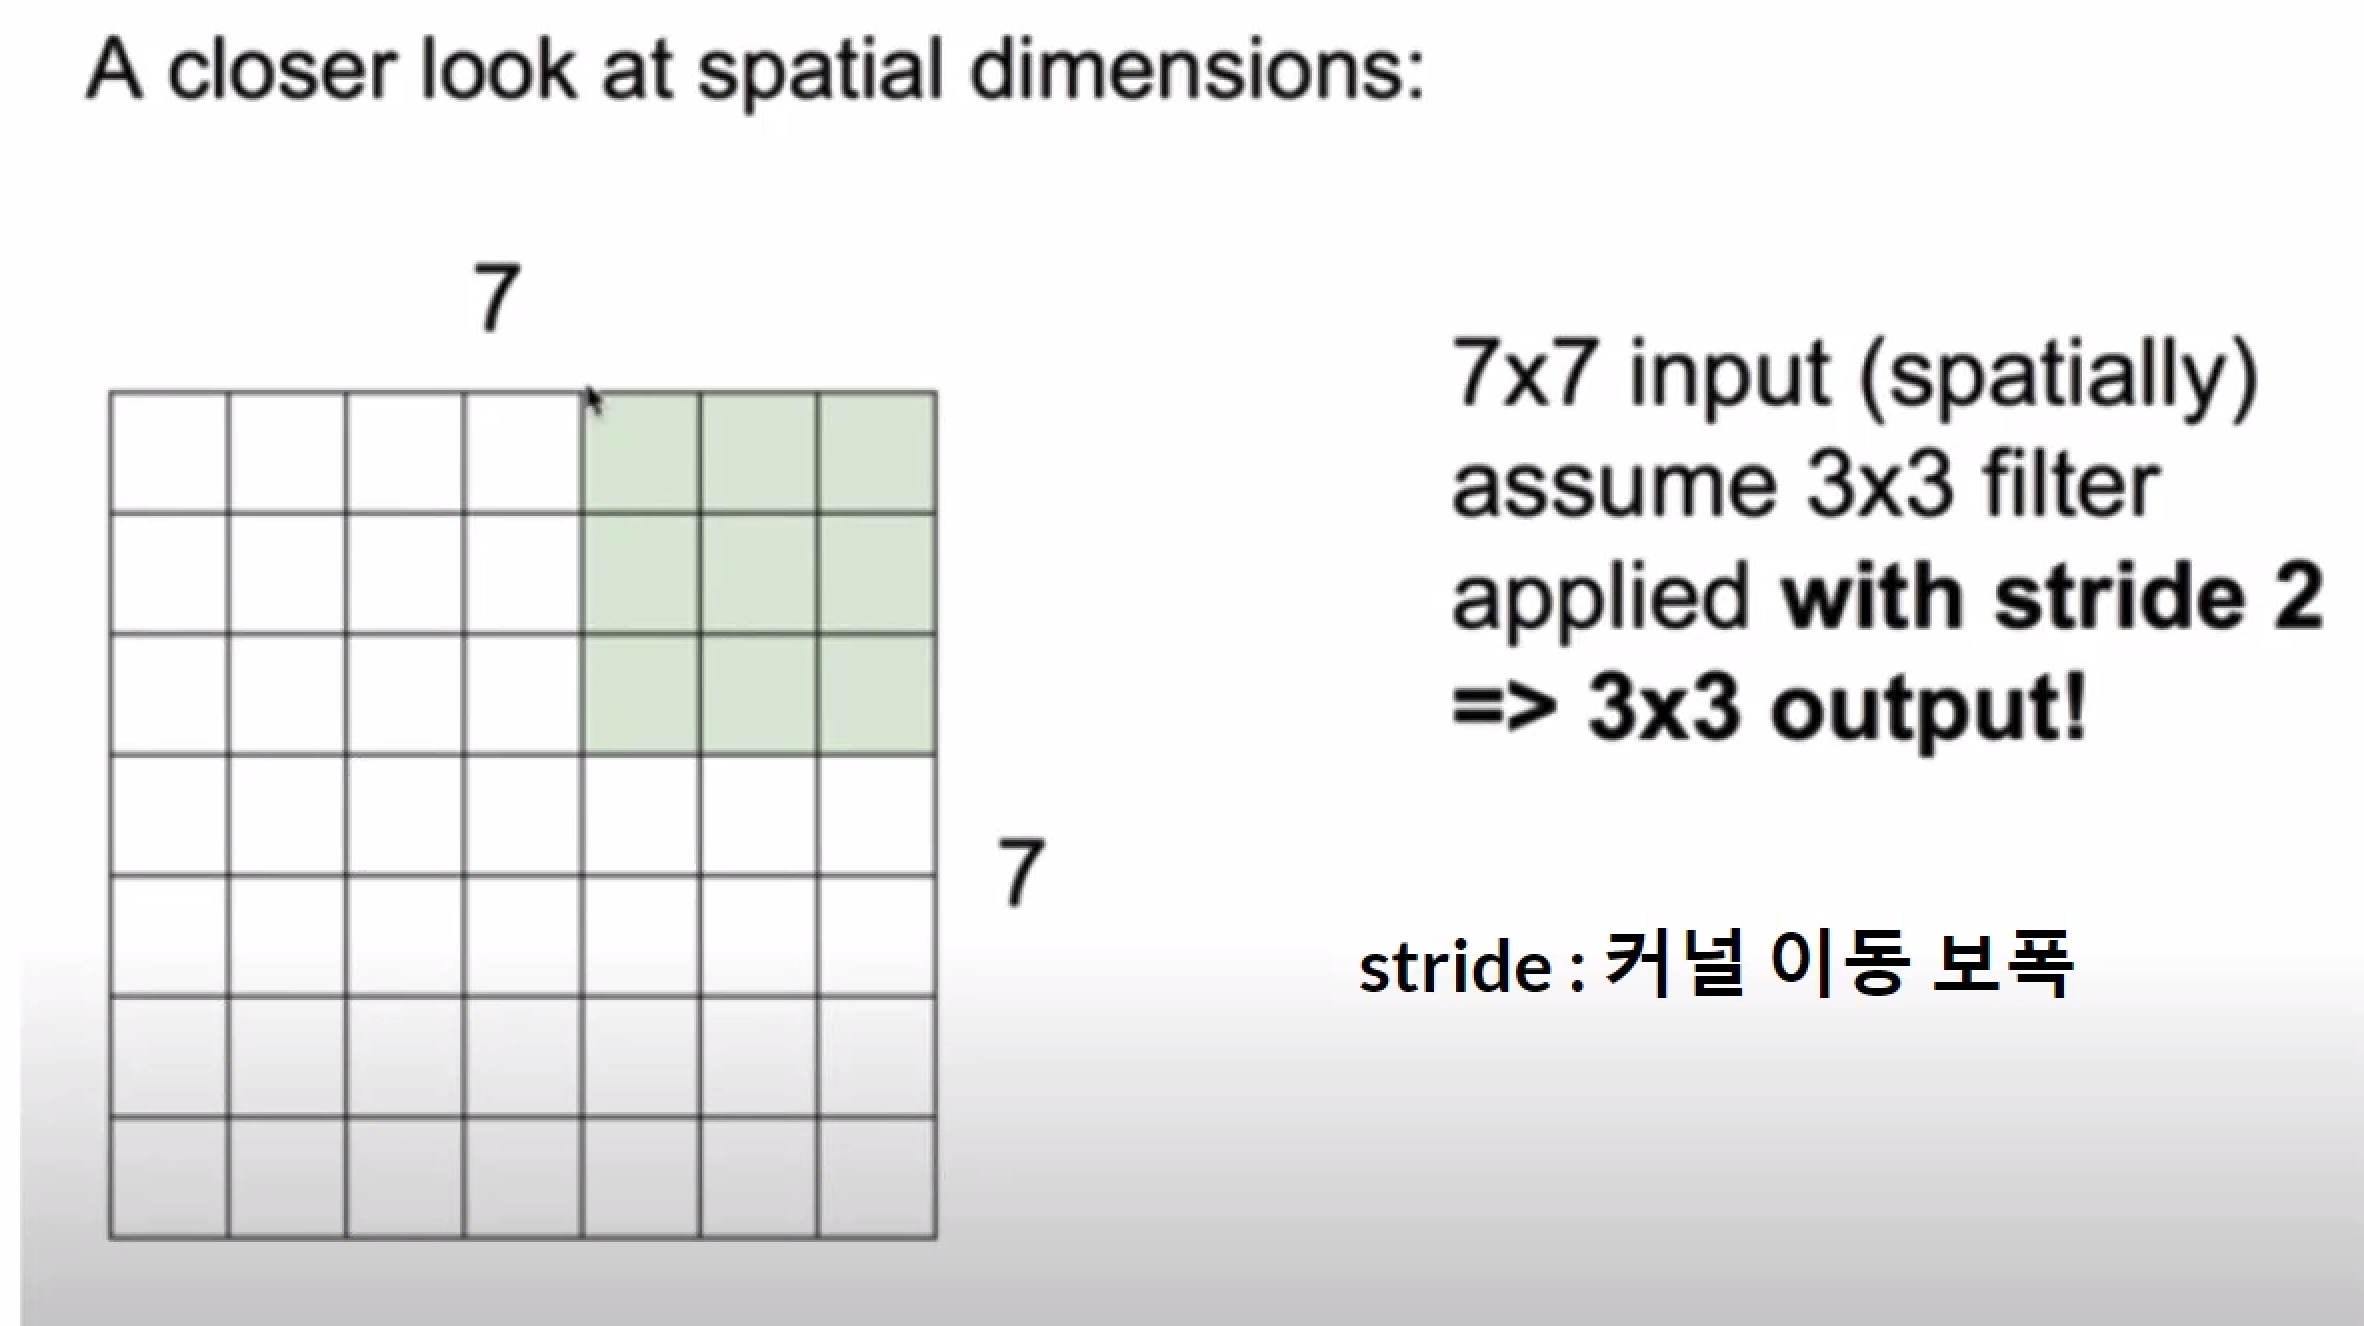 A closer look at spatial dimensions:
7
7x7 input (spatially)
assume 3x3 filter
applied with stride 2
=> 3x3 output!
7
stride : 커널 이동 보폭